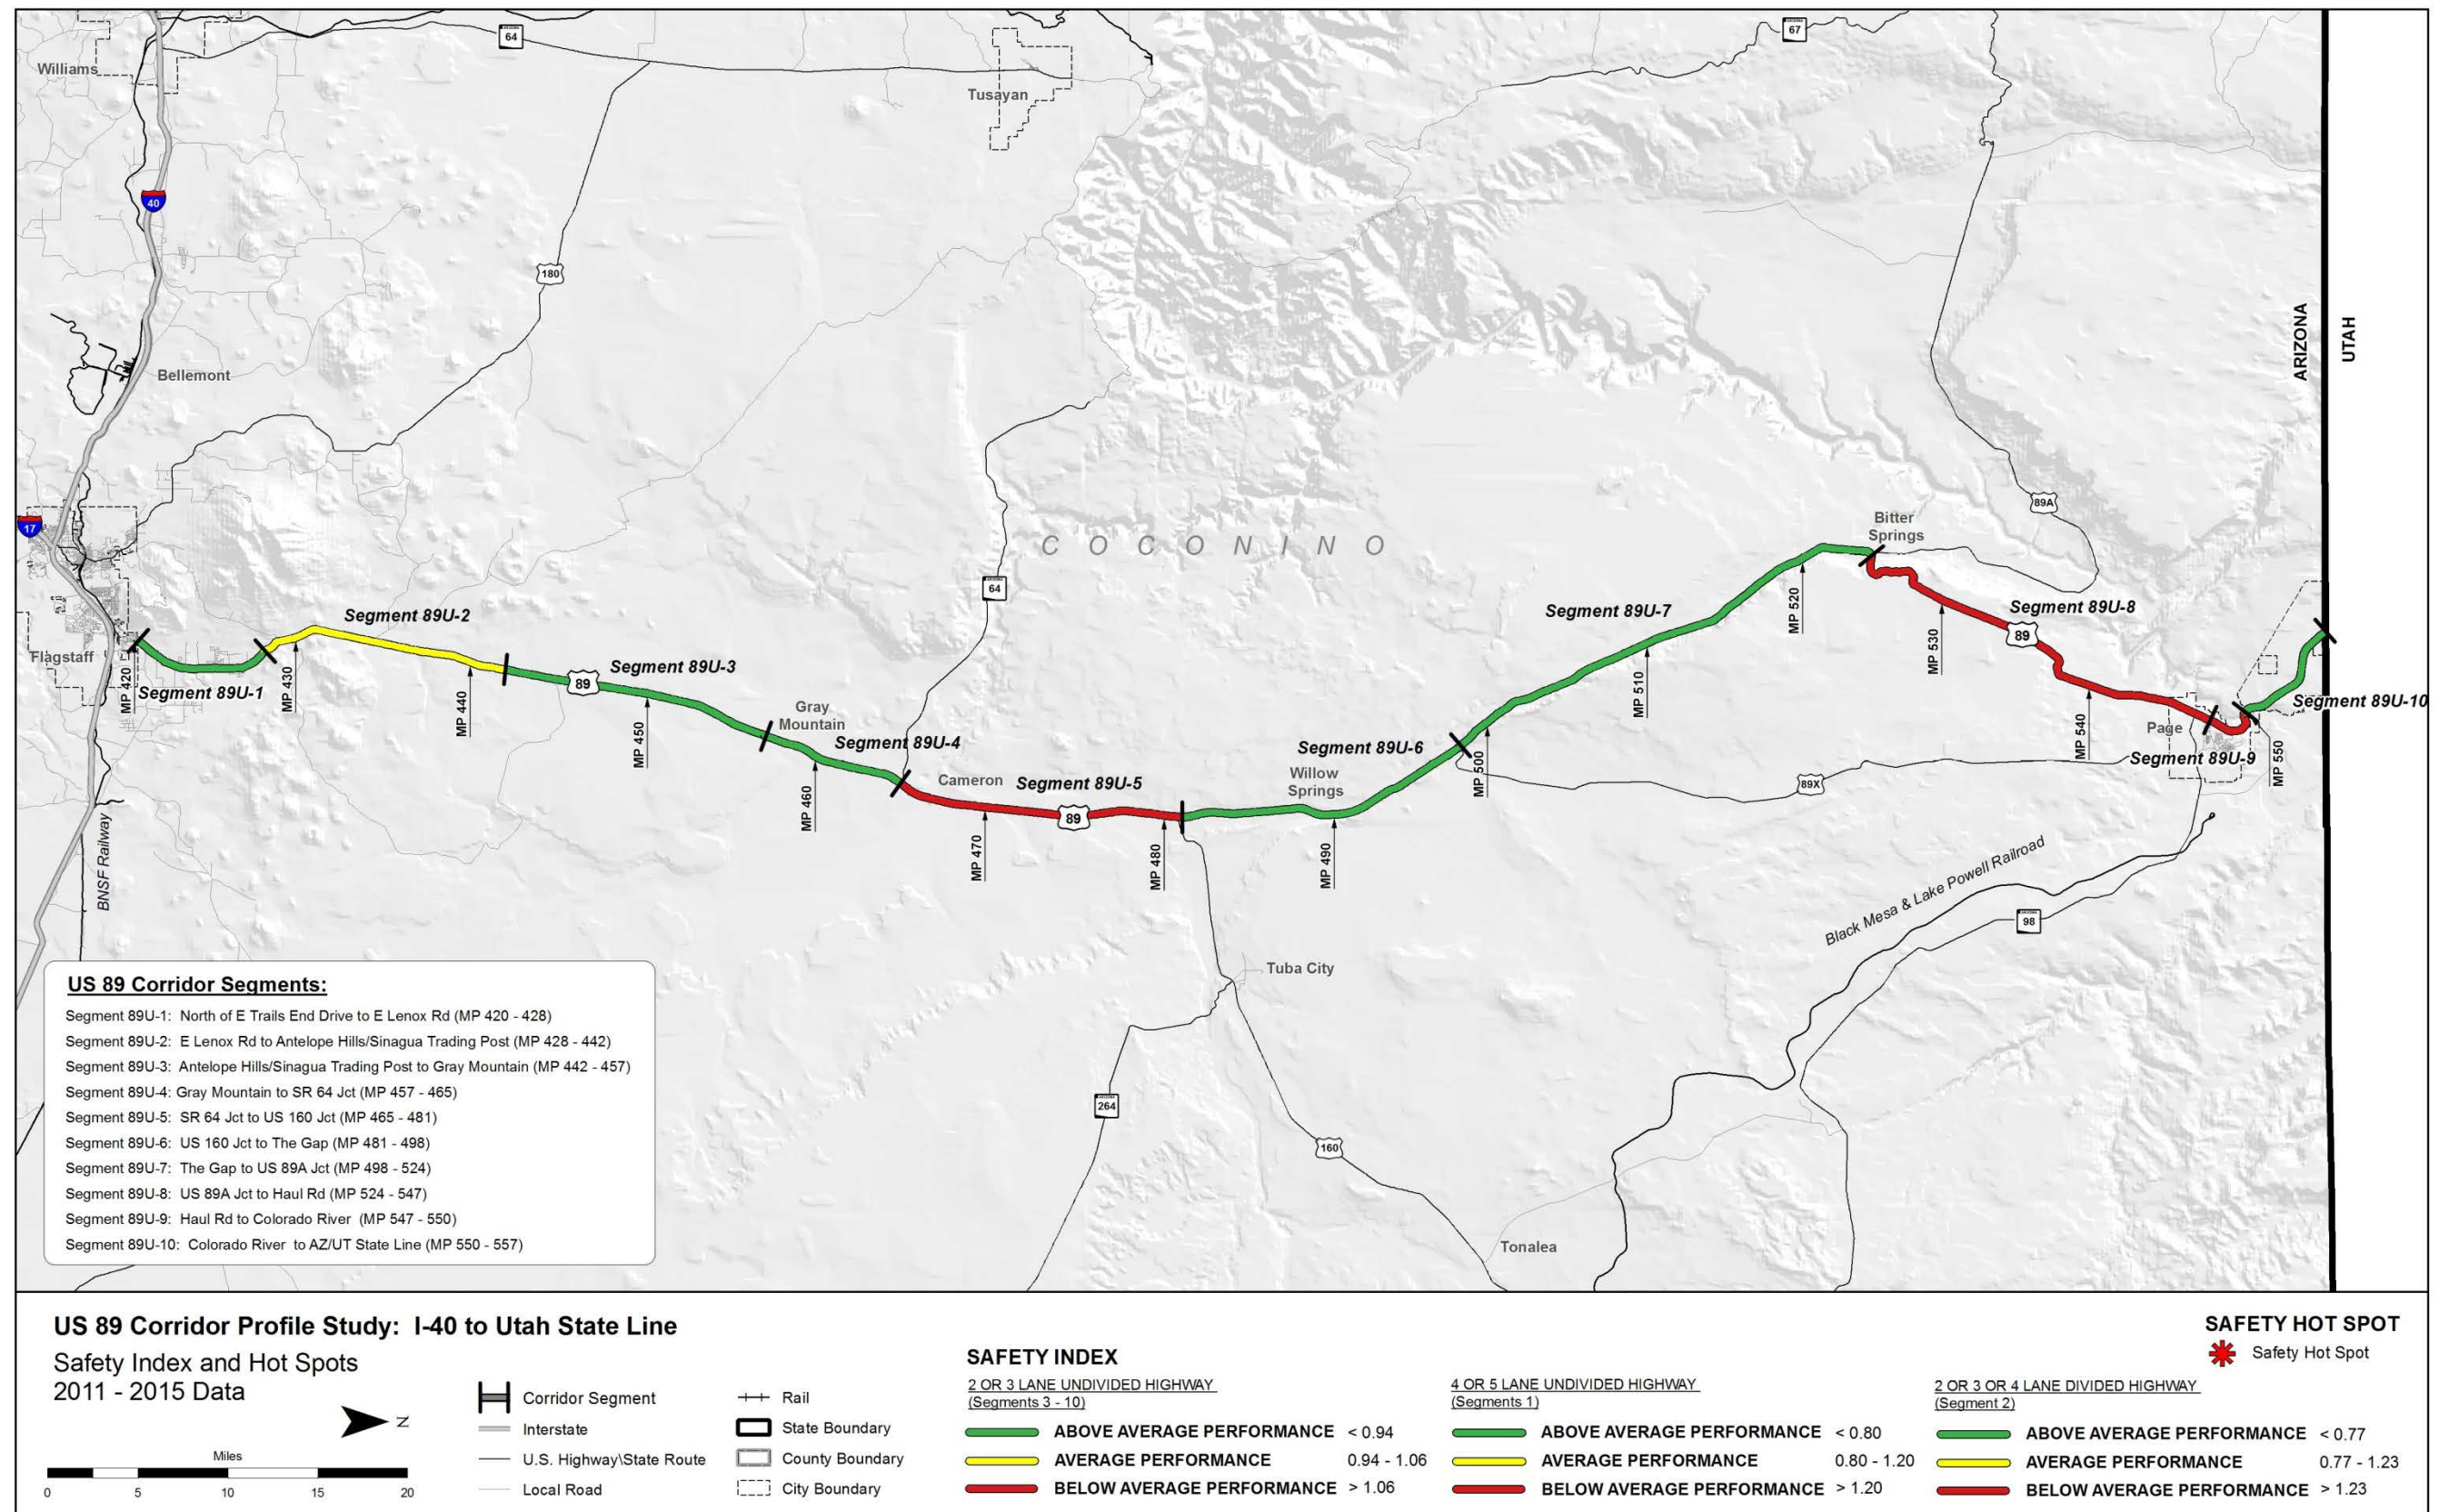 64
67
Williams
Tusayan
40
180
ARIZONA
UTAH
Bellemont
89A
17
Bitter
Springs
C O C O N I N O
64
Segment 89U-7
MP 520
Segment 89U-8
89
Segment 89U-2
MP 530
Flagstaff
MP 420
Segment 89U-1
MP 430
MP 440
89
Segment 89U-3
MP 450
Gray
Mountain
Segment 89U-4
MP 460
Cameron
Segment 89U-5
89
MP 470
MP 480
Segment 89U-6
Willow
Springs
MP 490
MP 500
MP 510
89X
MP 540
Page
Segment 89U-9
MP 550
Segment 89U-10
BNSF Railway
Black Mesa & Lake Powell Railroad
98
Tuba City
264
160
Tonalea
US 89 Corridor Segments:
Segment 89U-1: North of E Trails End Drive to E Lenox Rd (MP 420 - 428)
Segment 89U-2: E Lenox Rd to Antelope Hills/Sinagua Trading Post (MP 428 - 442)
Segment 89U-3: Antelope Hills/Sinagua Trading Post to Gray Mountain (MP 442 - 457)
Segment 89U-4: Gray Mountain to SR 64 Jct (MP 457 - 465)
Segment 89U-5: SR 64 Jct to US 160 Jct (MP 465 - 481)
Segment 89U-6: US 160 Jct to The Gap (MP 481 - 498)
Segment 89U-7: The Gap to US 89A Jct (MP 498 - 524)
Segment 89U-8: US 89A Jct to Haul Rd (MP 524 - 547)
Segment 89U-9: Haul Rd to Colorado River (MP 547 - 550)
Segment 89U-10: Colorado River to AZ/UT State Line (MP 550 - 557)
US 89 Corridor Profile Study: I-40 to Utah State Line
Safety Index and Hot Spots
2011 - 2015 Data
N
Miles
0 5 10 15 20
Corridor Segment
Interstate
U.S. Highway\State Route
Local Road
Rail
State Boundary
County Boundary
City Boundary
SAFETY INDEX
2 OR 3 LANE UNDIVIDED HIGHWAY
(Segments 3 - 10)
ABOVE AVERAGE PERFORMANCE < 0.94
AVERAGE PERFORMANCE 0.94 - 1.06
BELOW AVERAGE PERFORMANCE > 1.06
4 OR 5 LANE UNDIVIDED HIGHWAY
(Segments 1)
ABOVE AVERAGE PERFORMANCE < 0.80
AVERAGE PERFORMANCE 0.80 - 1.20
BELOW AVERAGE PERFORMANCE > 1.20
SAFETY HOT SPOT
Safety Hot Spot
2 OR 3 OR 4 LANE DIVIDED HIGHWAY
(Segment 2)
ABOVE AVERAGE PERFORMANCE < 0.77
AVERAGE PERFORMANCE 0.77 - 1.23
BELOW AVERAGE PERFORMANCE > 1.23